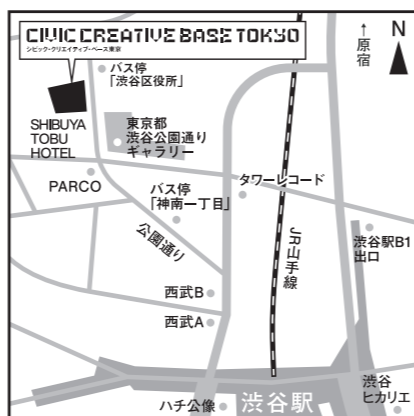 CIVIC CREATIVE BASE TOKYO
シビック・クリエイティブ・ベース東京
↑
原宿
N
バス停
「渋谷区役所」
SHIBUYA
TOBU
HOTEL
東京都
渋谷公園通り
ギャラリー
PARCO
バス停
「神南一丁目」
タワーレコード
公園通り
JR山手線
渋谷駅B1
出口
西武B
西武A
ハチ公像
渋谷駅
渋谷
ヒカリエ